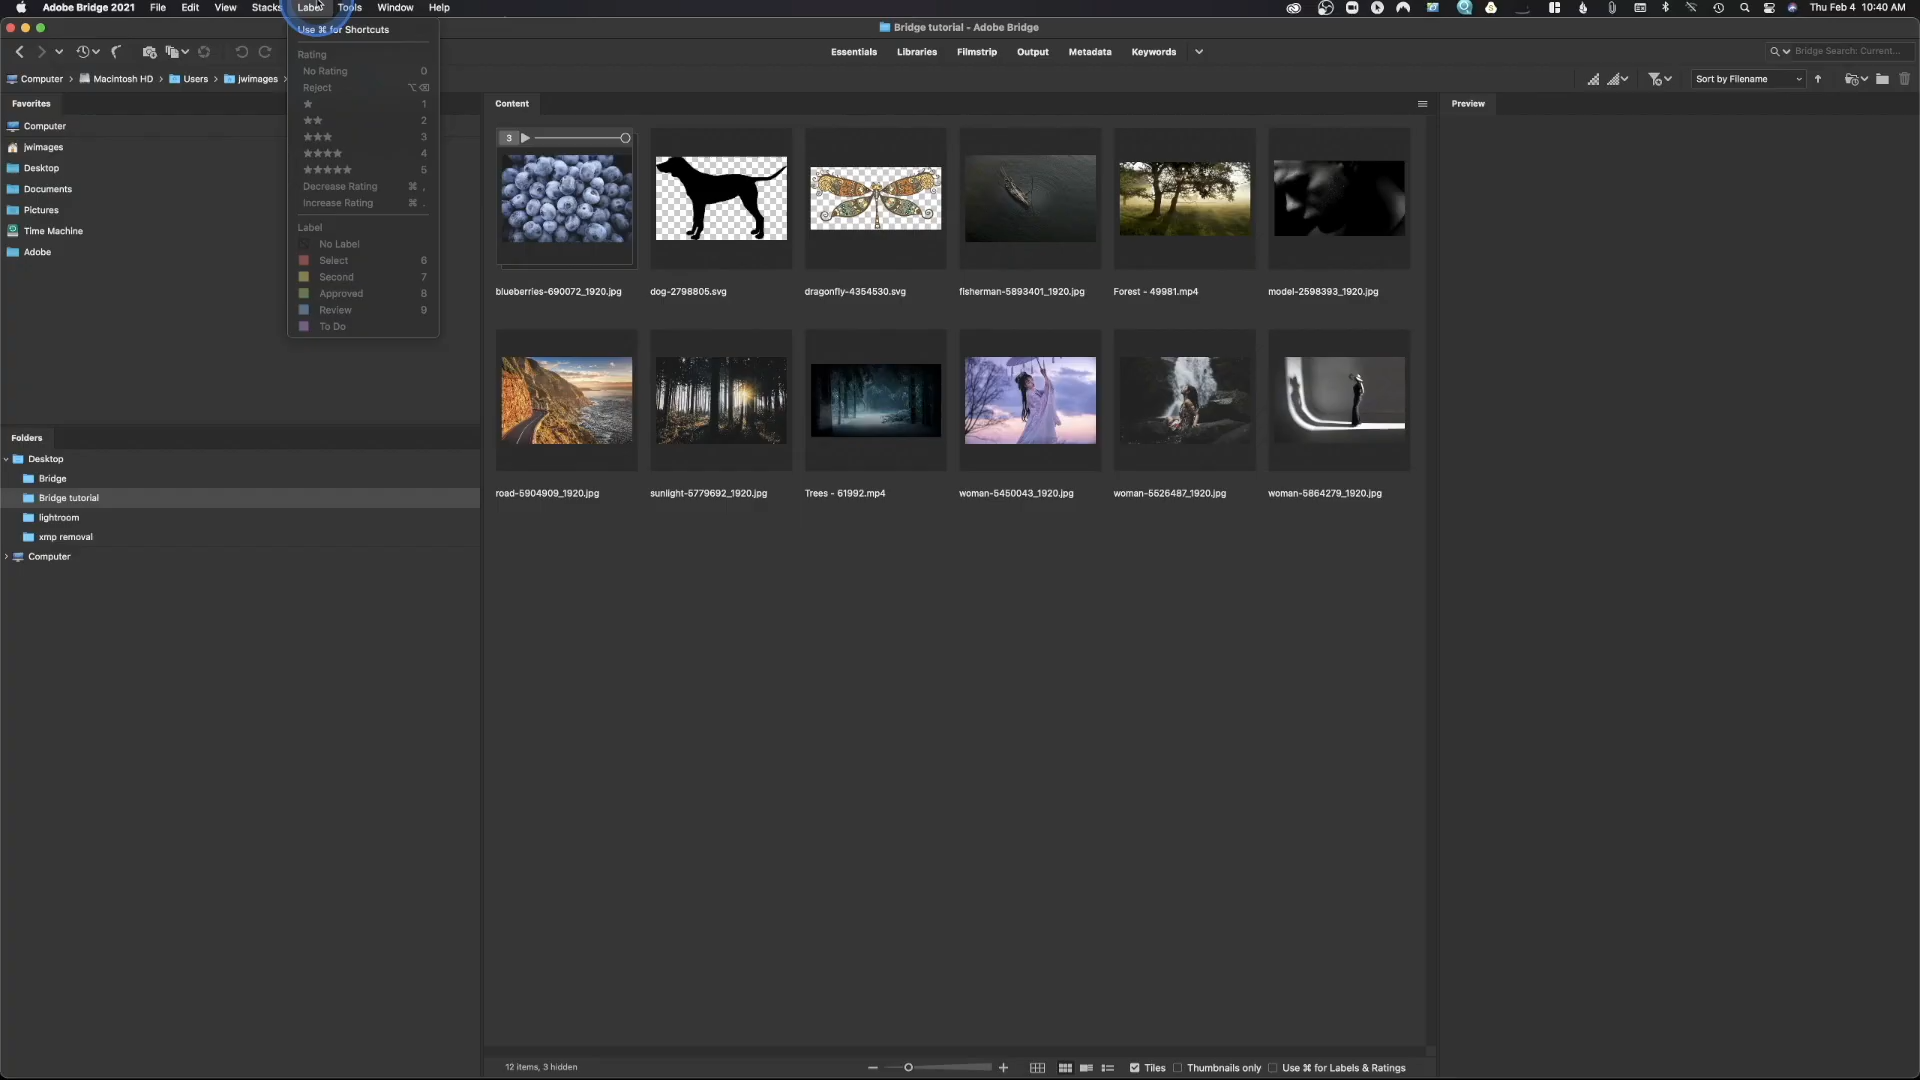 Adobe Bridge 2021 File Edit View Stacks Label Tools Window Help Thu Feb 4 10:40 AM
Bridge tutorial - Adobe Bridge
Essentials Libraries Filmstrip Output Metadata Keywords Bridge Search: Current...
Computer Macintosh HD Users jwimages Sort by Filename
Use ⌘ for Shortcuts
Rating
No Rating 0
Reject ⌥⌫
★ 1
★★ 2
★★★ 3
★★★★ 4
★★★★★ 5
Decrease Rating ⌘ ,
Increase Rating ⌘ .
Label
No Label
Select 6
Second 7
Approved 8
Review 9
To Do
Favorites
Computer
jwimages
Desktop
Documents
Pictures
Time Machine
Adobe
Folders
Desktop
Bridge
Bridge tutorial
lightroom
xmp removal
Computer
Content
3
blueberries-690072_1920.jpg dog-2798805.svg dragonfly-4354530.svg fisherman-5893401_1920.jpg Forest - 49981.mp4 model-2598393_1920.jpg
road-5904909_1920.jpg sunlight-5779692_1920.jpg Trees - 61992.mp4 woman-5450043_1920.jpg woman-5526487_1920.jpg woman-5864279_1920.jpg
Preview
12 items, 3 hidden Tiles Thumbnails only Use ⌘ for Labels & Ratings